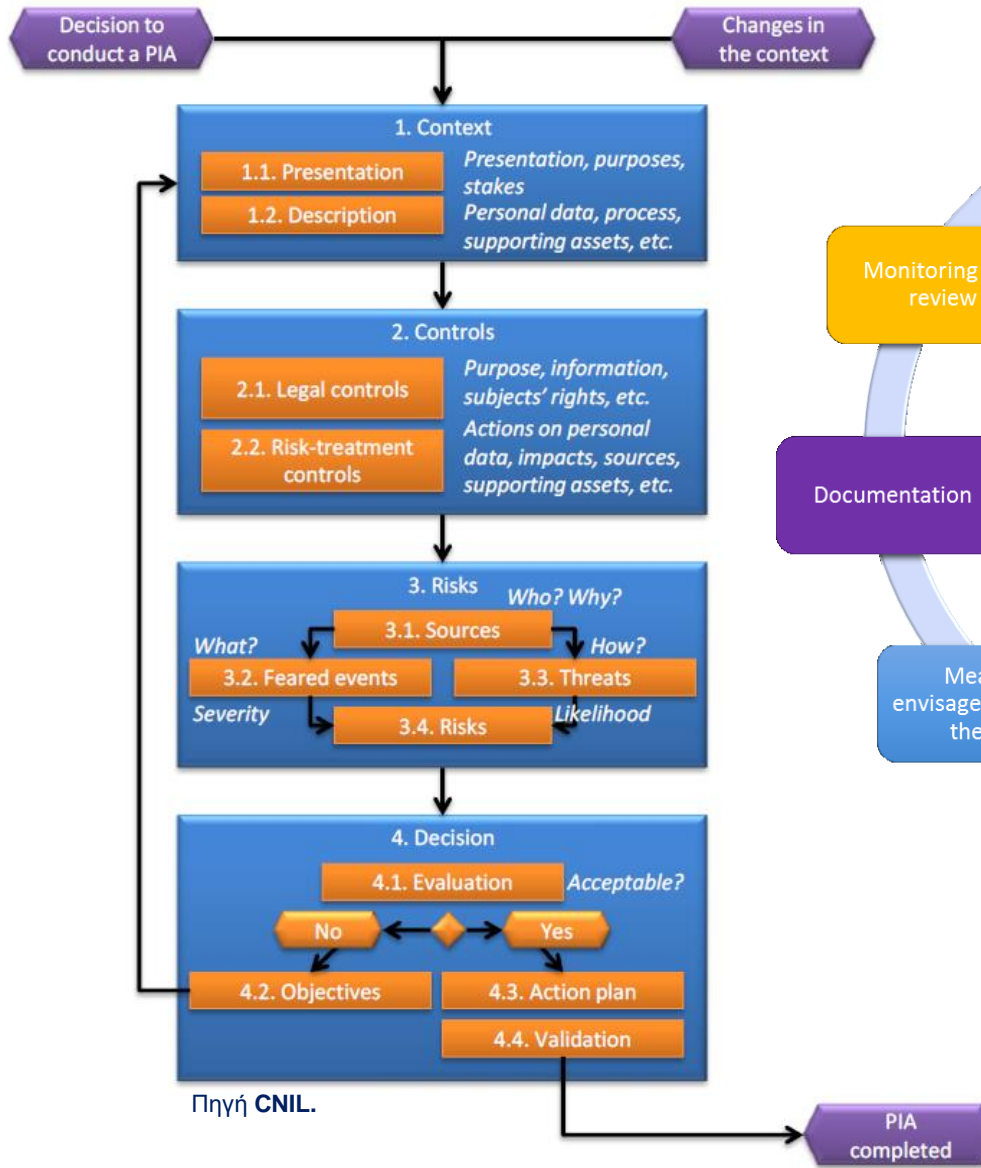 Decision to
conduct a PIA
Changes in
the context
1. Context
1.1. Presentation
Presentation, purposes,
stakes
1.2. Description
Personal data, process,
supporting assets, etc.
2. Controls
2.1. Legal controls
Purpose, information,
subjects' rights, etc.
2.2. Risk-treatment
controls
Actions on personal
data, impacts, sources,
supporting assets, etc.
3. Risks
Who? Why?
3.1. Sources
What?
How?
3.2. Feared events
3.3. Threats
Severity
Likelihood
3.4. Risks
4. Decision
4.1. Evaluation
Acceptable?
No
Yes
4.2. Objectives
4.3. Action plan
4.4. Validation
Πηγή CNIL.
PIA
completed
Monitoring
review
Documentation
Mea
envisage
the